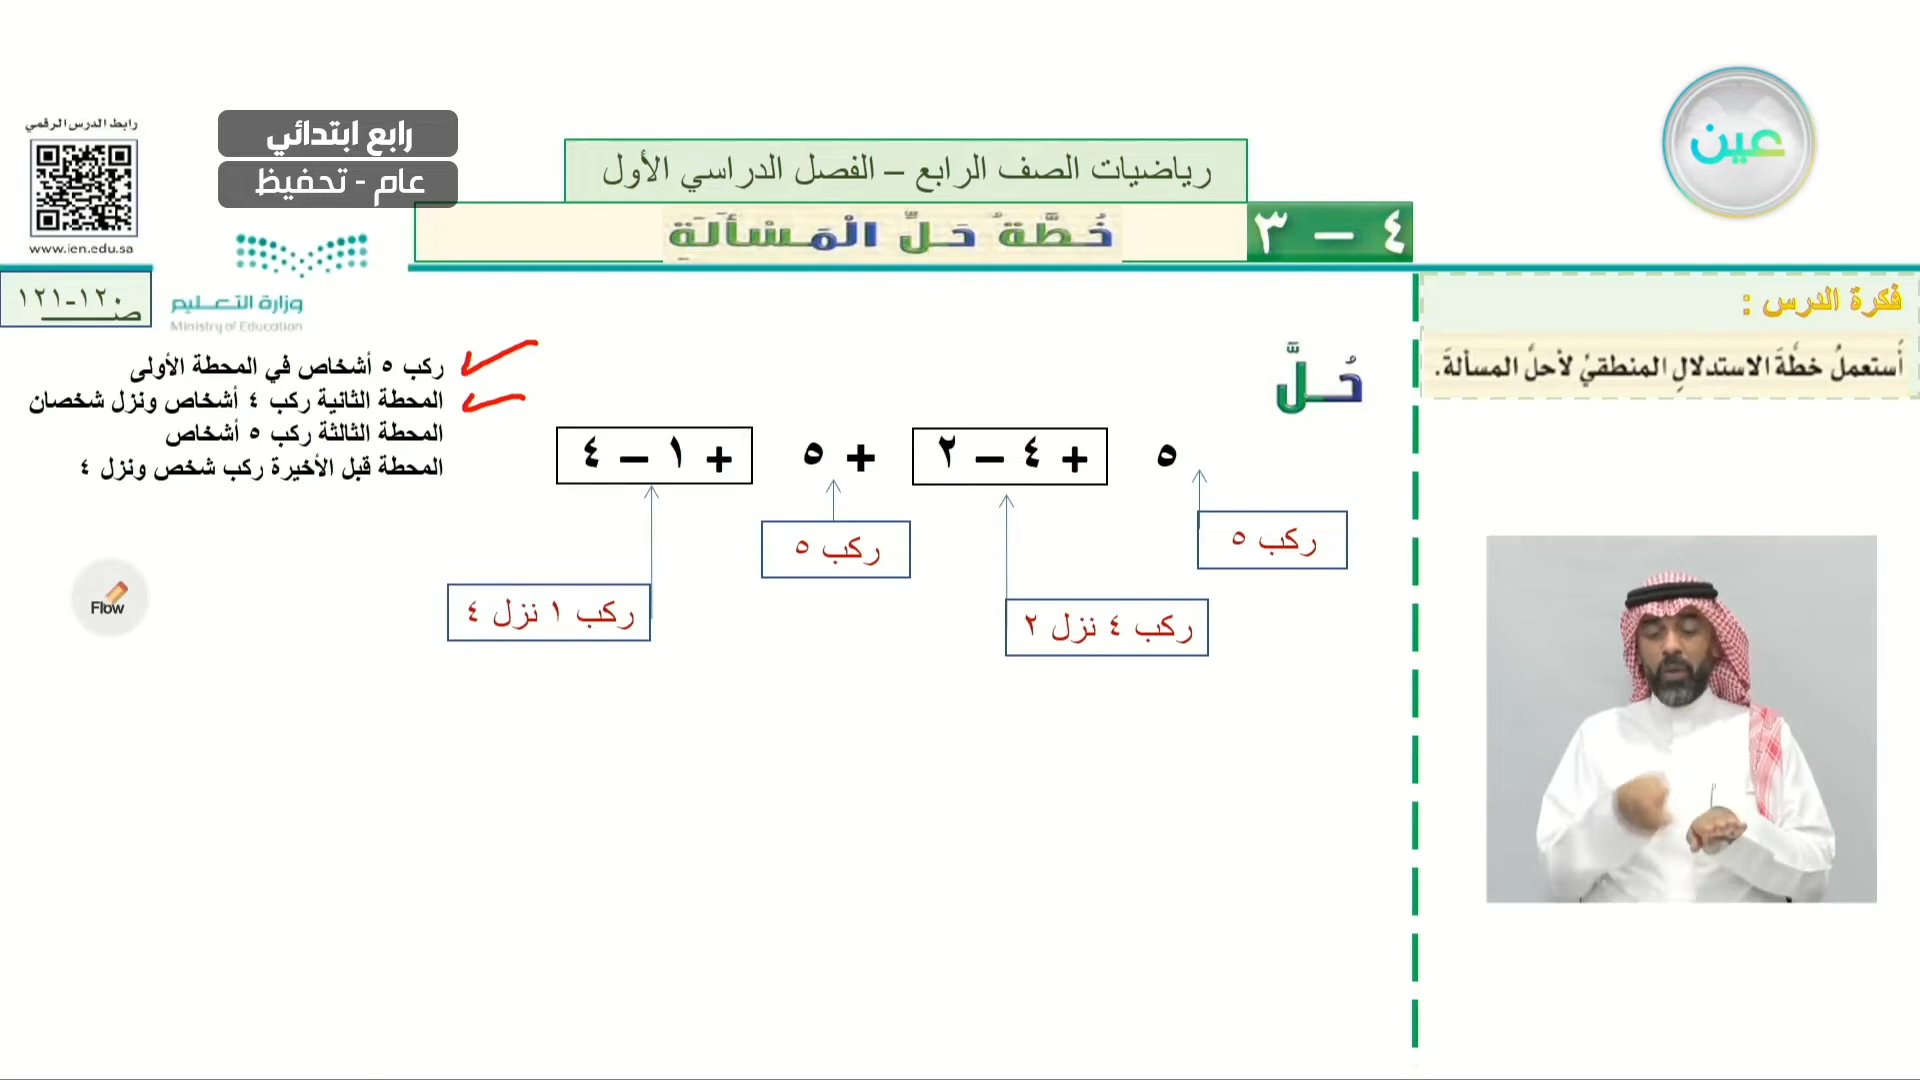 عين
رابط الدرس الرقمي
رابع ابتدائي
عام - تحفيظ
رياضيات الصف الرابع – الفصل الدراسي الأول
٤ – ٣
خُطَّةُ حَلِّ الْمَسْأَلَةِ
www.ien.edu.sa
وزارة التعليم
Ministry of Education
صـ ١٢٠-١٢١
فكرة الدرس :
أَستعملُ خطَّةَ الاستدلالِ المنطقيِّ لأحلَّ المسألةَ.
حُلَّ
ركب ٥ أشخاص في المحطة الأولى
المحطة الثانية ركب ٤ أشخاص ونزل شخصان
المحطة الثالثة ركب ٥ أشخاص
المحطة قبل الأخيرة ركب شخص ونزل ٤
٥ + ٤ – ٢ + ٥ + ١ – ٤
ركب ٥
ركب ٤ نزل ٢
ركب ٥
ركب ١ نزل ٤
Flow